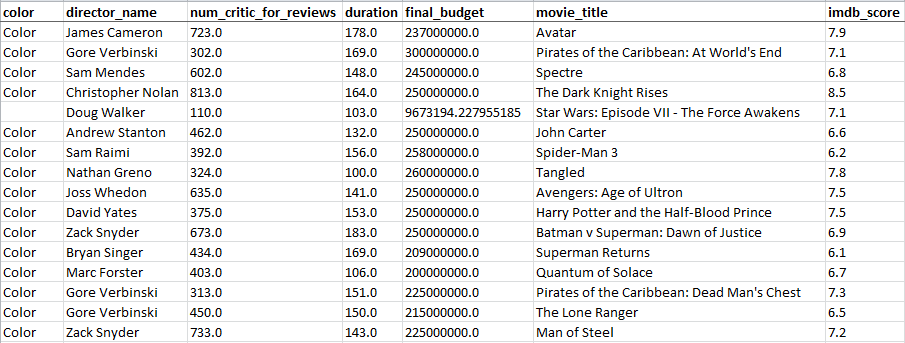 color director_name num_critic_for_reviews duration final_budget movie_title imdb_score
Color James Cameron 723.0 178.0 237000000.0 Avatar 7.9
Color Gore Verbinski 302.0 169.0 300000000.0 Pirates of the Caribbean: At World's End 7.1
Color Sam Mendes 602.0 148.0 245000000.0 Spectre 6.8
Color Christopher Nolan 813.0 164.0 250000000.0 The Dark Knight Rises 8.5
Doug Walker 110.0 103.0 9673194.227955185 Star Wars: Episode VII - The Force Awakens 7.1
Color Andrew Stanton 462.0 132.0 250000000.0 John Carter 6.6
Color Sam Raimi 392.0 156.0 258000000.0 Spider-Man 3 6.2
Color Nathan Greno 324.0 100.0 260000000.0 Tangled 7.8
Color Joss Whedon 635.0 141.0 250000000.0 Avengers: Age of Ultron 7.5
Color David Yates 375.0 153.0 250000000.0 Harry Potter and the Half-Blood Prince 7.5
Color Zack Snyder 673.0 183.0 250000000.0 Batman v Superman: Dawn of Justice 6.9
Color Bryan Singer 434.0 169.0 209000000.0 Superman Returns 6.1
Color Marc Forster 403.0 106.0 200000000.0 Quantum of Solace 6.7
Color Gore Verbinski 313.0 151.0 225000000.0 Pirates of the Caribbean: Dead Man's Chest 7.3
Color Gore Verbinski 450.0 150.0 215000000.0 The Lone Ranger 6.5
Color Zack Snyder 733.0 143.0 225000000.0 Man of Steel 7.2